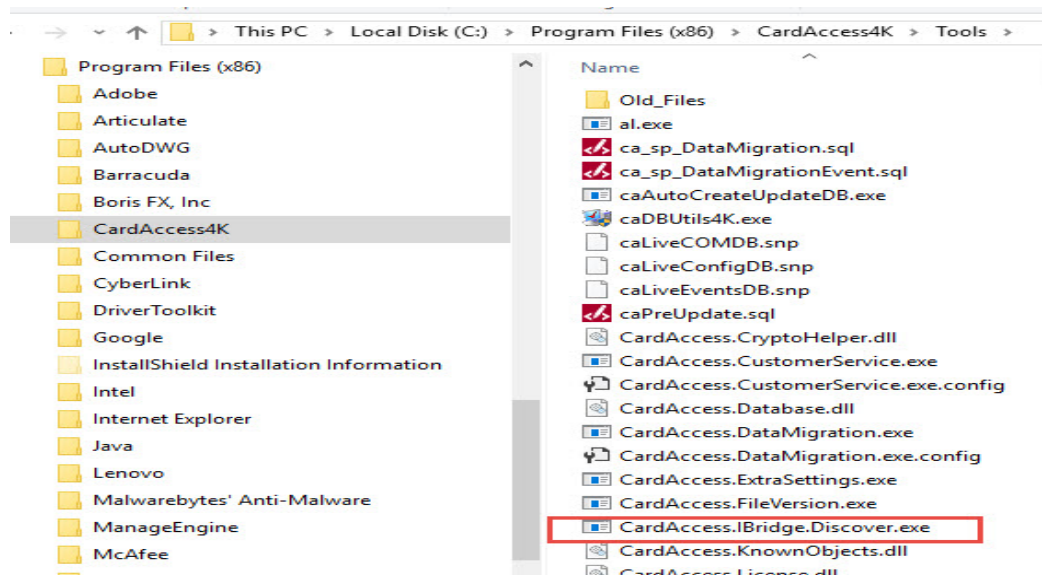 This PC > Local Disk (C:) > Program Files (x86) > CardAccess4K > Tools >
Program Files (x86)
Adobe
Articulate
AutoDWG
Barracuda
Boris FX, Inc
CardAccess4K
Common Files
CyberLink
DriverToolkit
Google
InstallShield Installation Information
Intel
Internet Explorer
Java
Lenovo
Malwarebytes' Anti-Malware
ManageEngine
McAfee
Name
Old_Files
al.exe
ca_sp_DataMigration.sql
ca_sp_DataMigrationEvent.sql
caAutoCreateUpdateDB.exe
caDBUtils4K.exe
caLiveCOMDB.snp
caLiveConfigDB.snp
caLiveEventsDB.snp
caPreUpdate.sql
CardAccess.CryptoHelper.dll
CardAccess.CustomerService.exe
CardAccess.CustomerService.exe.config
CardAccess.Database.dll
CardAccess.DataMigration.exe
CardAccess.DataMigration.exe.config
CardAccess.ExtraSettings.exe
CardAccess.FileVersion.exe
CardAccess.IBridge.Discover.exe
CardAccess.KnownObjects.dll
CardAccess.License.dll